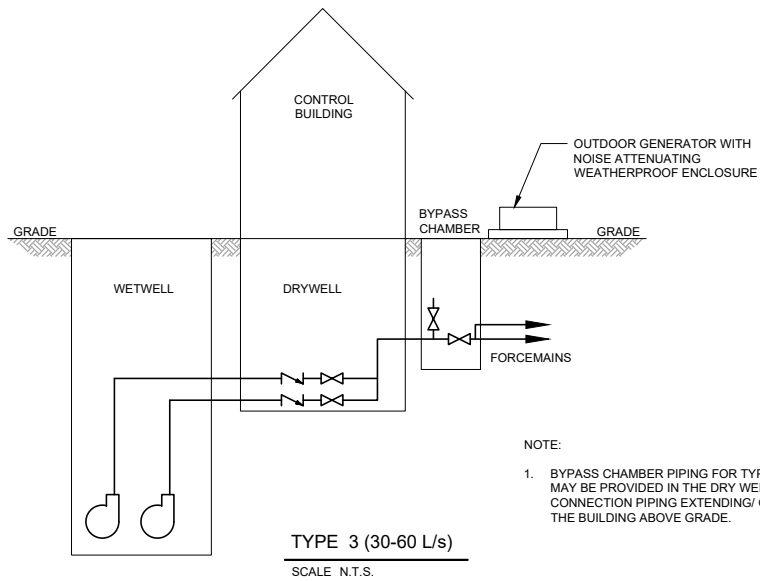 CONTROL
BUILDING
OUTDOOR GENERATOR WITH
NOISE ATTENUATING
WEATHERPROOF ENCLOSURE
BYPASS
CHAMBER
GRADE
GRADE
WETWELL
DRYWELL
FORCEMAINS
NOTE:
1. BYPASS CHAMBER PIPING FOR TYP
MAY BE PROVIDED IN THE DRY WEL
CONNECTION PIPING EXTENDING/
THE BUILDING ABOVE GRADE.
TYPE 3 (30-60 L/s)
SCALE N.T.S.